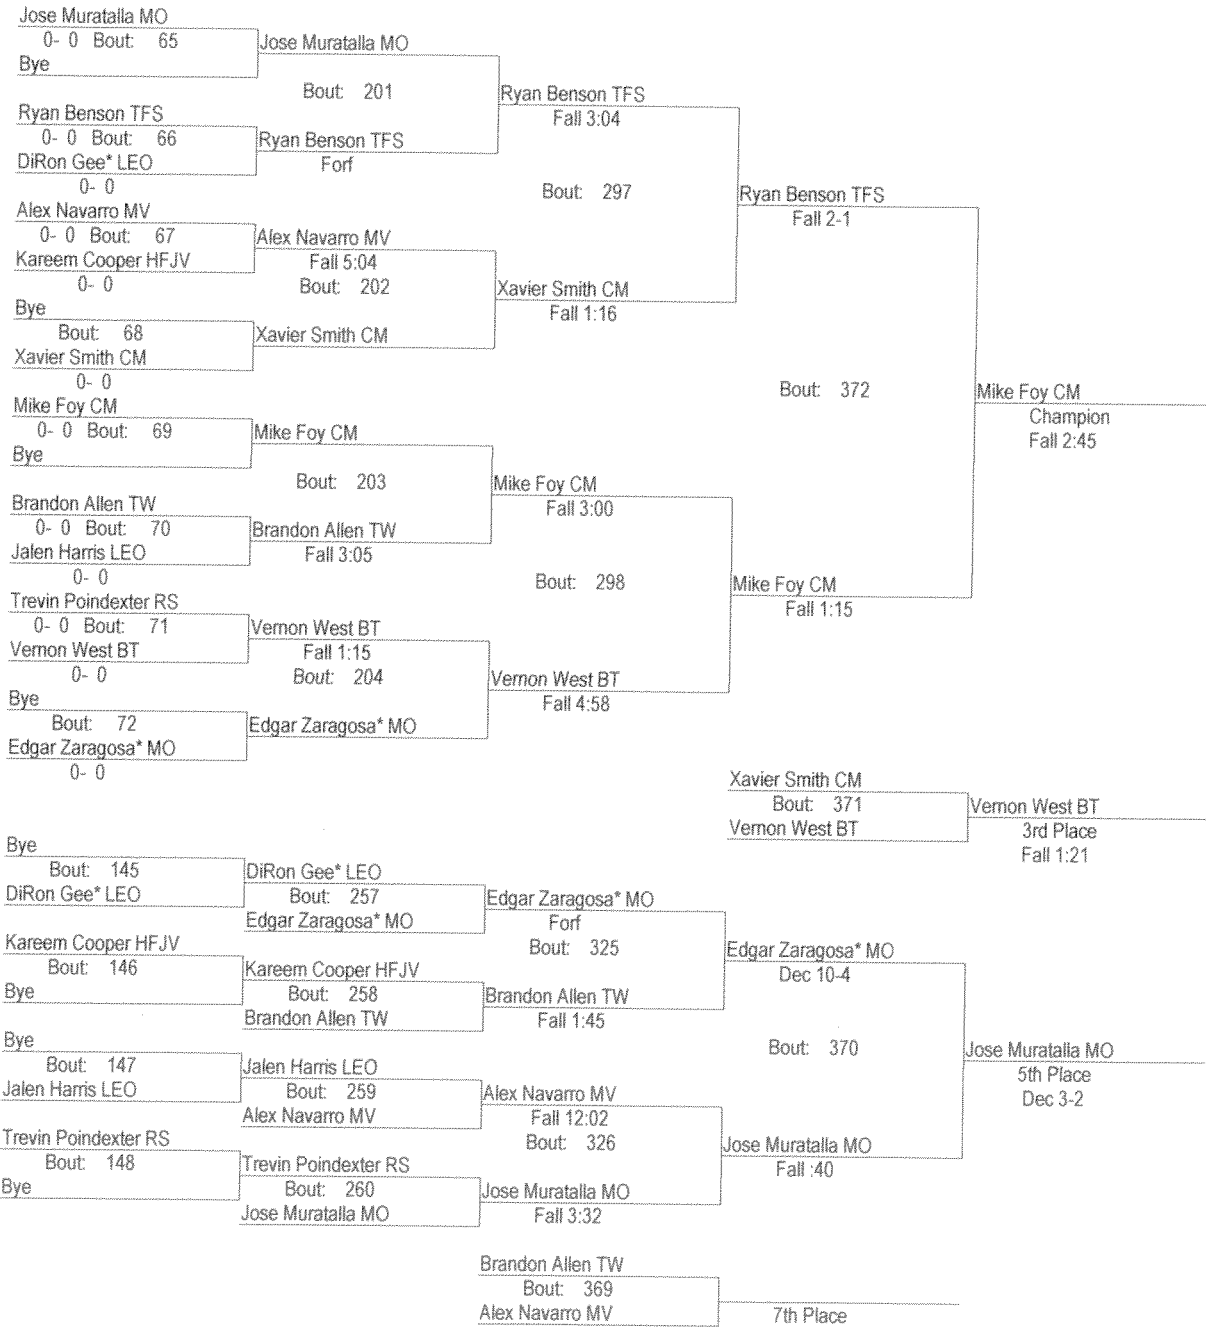 Jose Muratalla MO
0- 0 Bout: 65
Jose Muratalla MO
Bye
Bout: 201
Ryan Benson TFS
Fall 3:04
Ryan Benson TFS
0- 0 Bout: 66
Ryan Benson TFS
DiRon Gee* LEO
Forf
0- 0
Bout: 297
Ryan Benson TFS
Fall 2-1
Alex Navarro MV
0- 0 Bout: 67
Alex Navarro MV
Kareem Cooper HFJV
Fall 5:04
0- 0
Bout: 202
Xavier Smith CM
Fall 1:16
Bye
Bout: 68
Xavier Smith CM
Xavier Smith CM
0- 0
Bout: 372
Mike Foy CM
Champion
Fall 2:45
Mike Foy CM
0- 0 Bout: 69
Mike Foy CM
Bye
Bout: 203
Mike Foy CM
Fall 3:00
Brandon Allen TW
0- 0 Bout: 70
Brandon Allen TW
Jalen Harris LEO
Fall 3:05
0- 0
Bout: 298
Mike Foy CM
Fall 1:15
Trevin Poindexter RS
0- 0 Bout: 71
Vernon West BT
Vernon West BT
Fall 1:15
0- 0
Bout: 204
Vernon West BT
Fall 4:58
Bye
Bout: 72
Edgar Zaragosa* MO
Edgar Zaragosa* MO
0- 0
Xavier Smith CM
Bout: 371
Vernon West BT
Vernon West BT
3rd Place
Fall 1:21
Bye
Bout: 145
DiRon Gee* LEO
DiRon Gee* LEO
Bout: 257
Edgar Zaragosa* MO
Edgar Zaragosa* MO
Forf
Bout: 325
Edgar Zaragosa* MO
Dec 10-4
Kareem Cooper HFJV
Bout: 146
Kareem Cooper HFJV
Bye
Bout: 258
Brandon Allen TW
Brandon Allen TW
Fall 1:45
Bout: 370
Jose Muratalla MO
5th Place
Dec 3-2
Bye
Bout: 147
Jalen Harris LEO
Jalen Harris LEO
Bout: 259
Alex Navarro MV
Alex Navarro MV
Fall 12:02
Bout: 326
Jose Muratalla MO
Fall :40
Trevin Poindexter RS
Bout: 148
Trevin Poindexter RS
Bye
Bout: 260
Jose Muratalla MO
Jose Muratalla MO
Fall 3:32
Brandon Allen TW
Bout: 369
Alex Navarro MV
7th Place